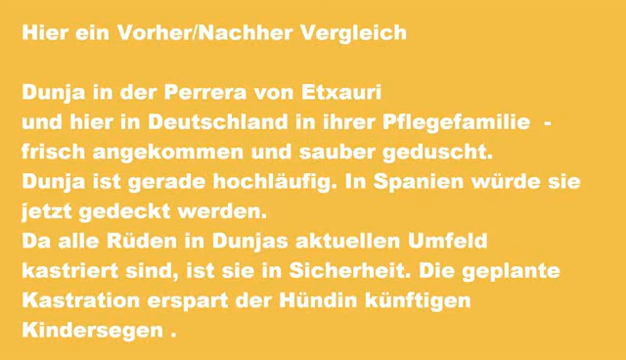 Hier ein Vorher/Nachher Vergleich
Dunja in der Perrera von Etxauri
und hier in Deutschland in ihrer Pflegefamilie -
frisch angekommen und sauber geduscht.
Dunja ist gerade hochläufig. In Spanien würde sie
jetzt gedeckt werden.
Da alle Rüden in Dunjas aktuellen Umfeld
kastriert sind, ist sie in Sicherheit. Die geplante
Kastration erspart der Hündin künftigen
Kindersegen .